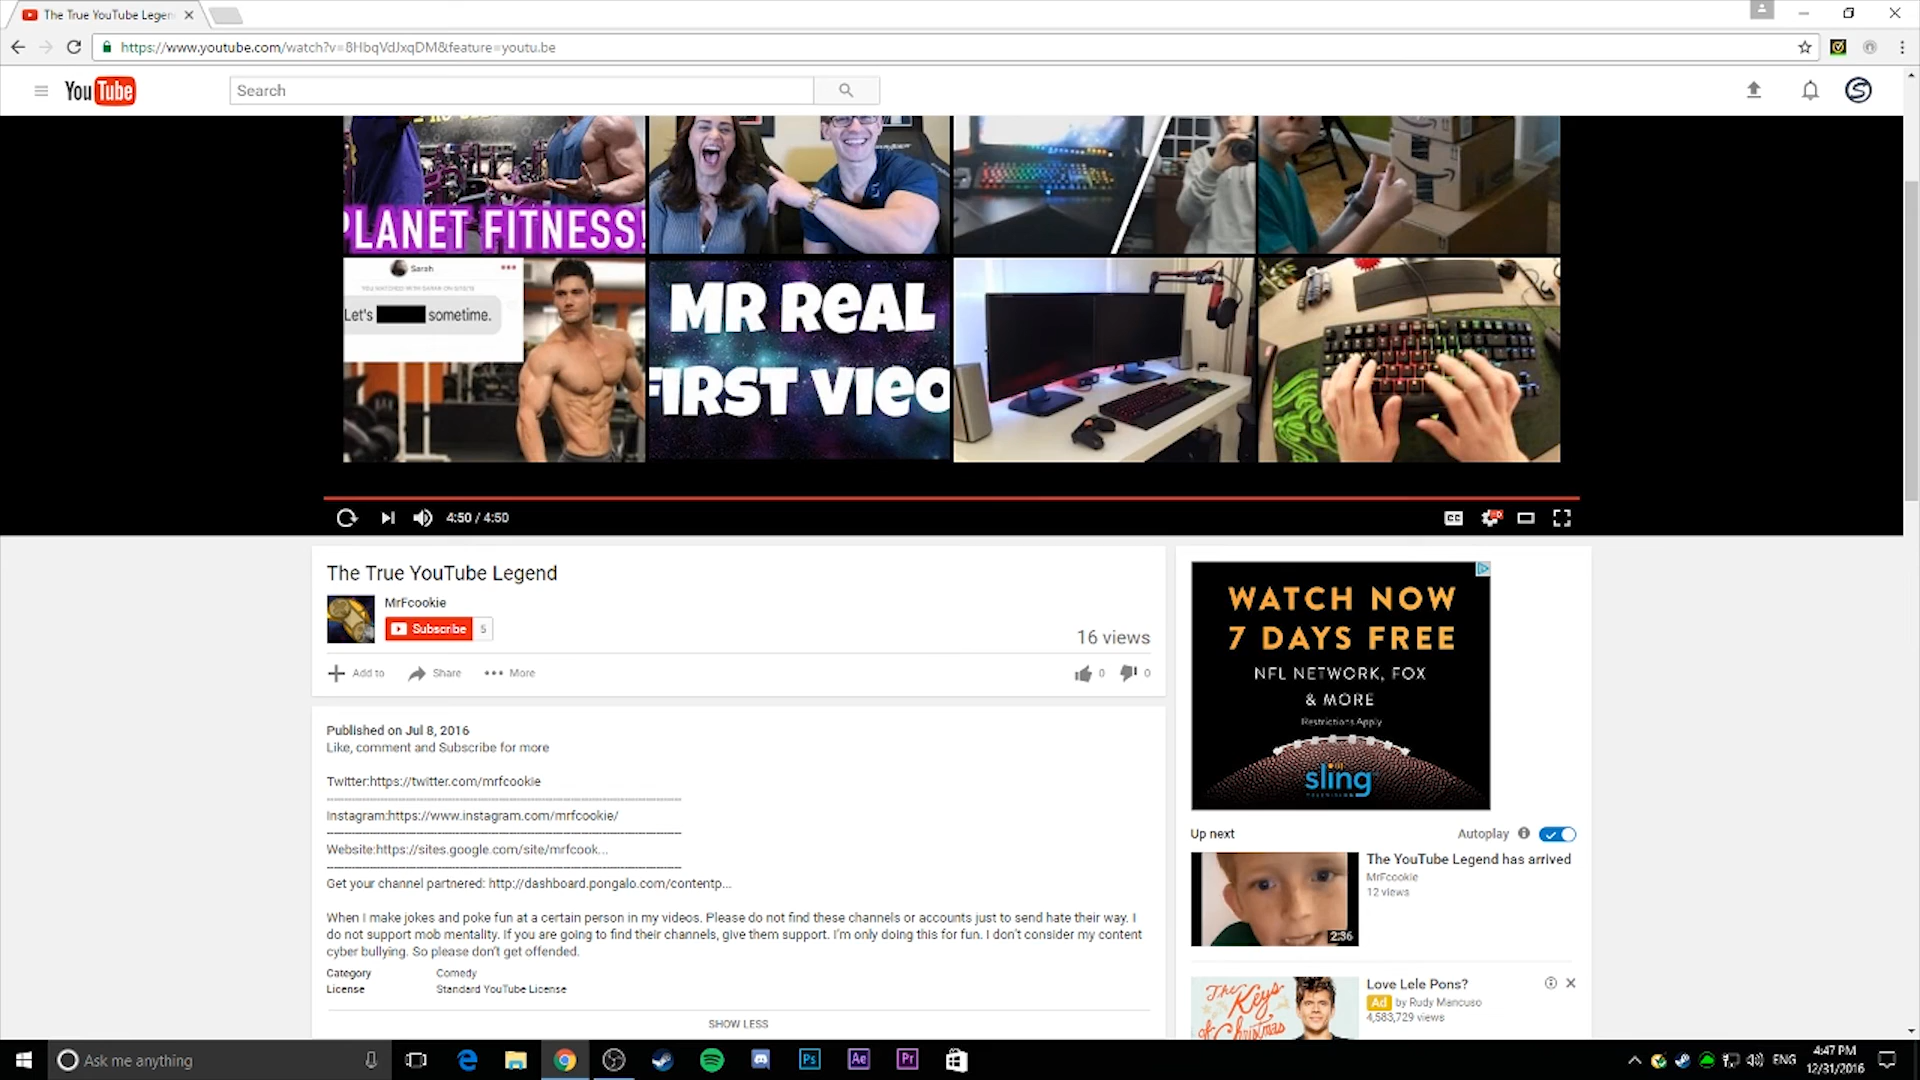 The True YouTube Legen
https://www.youtube.com/watch?v=8HbqVdJxqDM&feature=youtu.be
YouTube
Search
PLANET FITNESS!
Sarah
Let's sometime.
MR REAL
FIRST VIEO
4:50 / 4:50
CC
HD
The True YouTube Legend
MrFcookie
Subscribe 5
16 views
Add to Share More
0 0
Published on Jul 8, 2016
Like, comment and Subscribe for more
Twitter:https://twitter.com/mrfcookie
Instagram:https://www.instagram.com/mrfcookie/
Website:https://sites.google.com/site/mrfcook...
Get your channel partnered: http://dashboard.pongalo.com/contentp...
When I make jokes and poke fun at a certain person in my videos. Please do not find these channels or accounts just to send hate their way. I
do not support mob mentality. If you are going to find their channels, give them support. I'm only doing this for fun. I don't consider my content
cyber bullying. So please don't get offended.
Category Comedy
License Standard YouTube License
SHOW LESS
WATCH NOW
7 DAYS FREE
NFL NETWORK, FOX
& MORE
Restrictions Apply
sling
TELEVISION
Up next
Autoplay
The YouTube Legend has arrived
MrFcookie
12 views
2:36
The Keys
of Christmas
Love Lele Pons?
Ad by Rudy Mancuso
4,583,729 views
Ask me anything
Ps
Ae
Pr
ENG
4:47 PM
12/31/2016